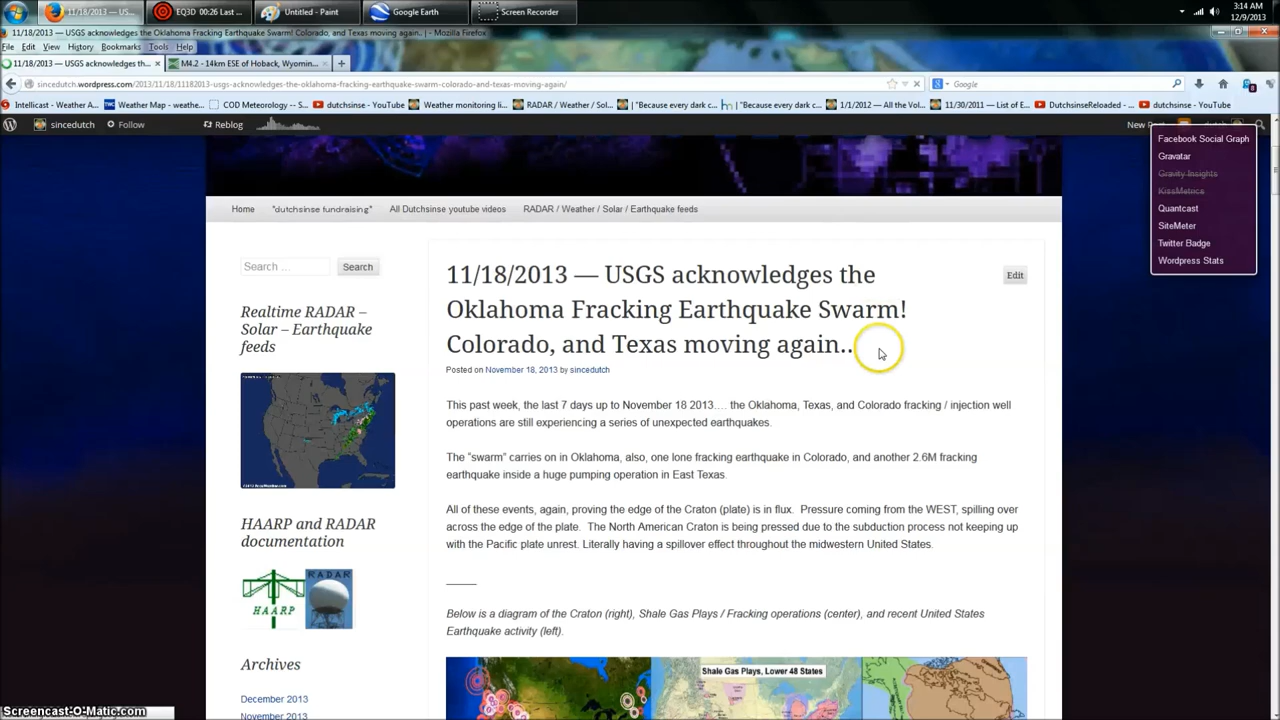 11/18/2013 — US...
EQ3D 00:26 Last ...
Untitled - Paint
Google Earth
Screen Recorder
3:14 AM
12/9/2013
11/18/2013 — USGS acknowledges the Oklahoma Fracking Earthquake Swarm! Colorado, and Texas moving again.. | - Mozilla Firefox
File Edit View History Bookmarks Tools Help
11/18/2013 — USGS acknowledges th...
M4.2 - 14km ESE of Hoback, Wyomin...
sincedutch.wordpress.com/2013/11/18/11182013-usgs-acknowledges-the-oklahoma-fracking-earthquake-swarm-colorado-and-texas-moving-again/
Google
Intellicast - Weather A...
Weather Map - weathe...
COD Meteorology -- S...
dutchsinse - YouTube
Weather monitoring li...
RADAR / Weather / Sol...
"Because every dark c...
"Because every dark c...
1/1/2012 — All the Vol...
11/30/2011 — List of E...
DutchsinseReloaded - ...
dutchsinse - YouTube
sincedutch
Follow
Reblog
New P
Facebook Social Graph
Gravatar
Gravity Insights
KissMetrics
Quantcast
SiteMeter
Twitter Badge
Wordpress Stats
Home
"dutchsinse fundraising"
All Dutchsinse youtube videos
RADAR / Weather / Solar / Earthquake feeds
Search ...
Search
Realtime RADAR –
Solar – Earthquake
feeds
HAARP and RADAR
documentation
HAARP
RADAR
Archives
December 2013
November 2013
11/18/2013 — USGS acknowledges the
Oklahoma Fracking Earthquake Swarm!
Colorado, and Texas moving again..
Edit
Posted on November 18, 2013 by sincedutch
This past week, the last 7 days up to November 18 2013…. the Oklahoma, Texas, and Colorado fracking / injection well
operations are still experiencing a series of unexpected earthquakes.
The "swarm" carries on in Oklahoma, also, one lone fracking earthquake in Colorado, and another 2.6M fracking
earthquake inside a huge pumping operation in East Texas.
All of these events, again, proving the edge of the Craton (plate) is in flux. Pressure coming from the WEST, spilling over
across the edge of the plate. The North American Craton is being pressed due to the subduction process not keeping up
with the Pacific plate unrest. Literally having a spillover effect throughout the midwestern United States.
Below is a diagram of the Craton (right), Shale Gas Plays / Fracking operations (center), and recent United States
Earthquake activity (left).
Shale Gas Plays, Lower 48 States
Screencast-O-Matic.com